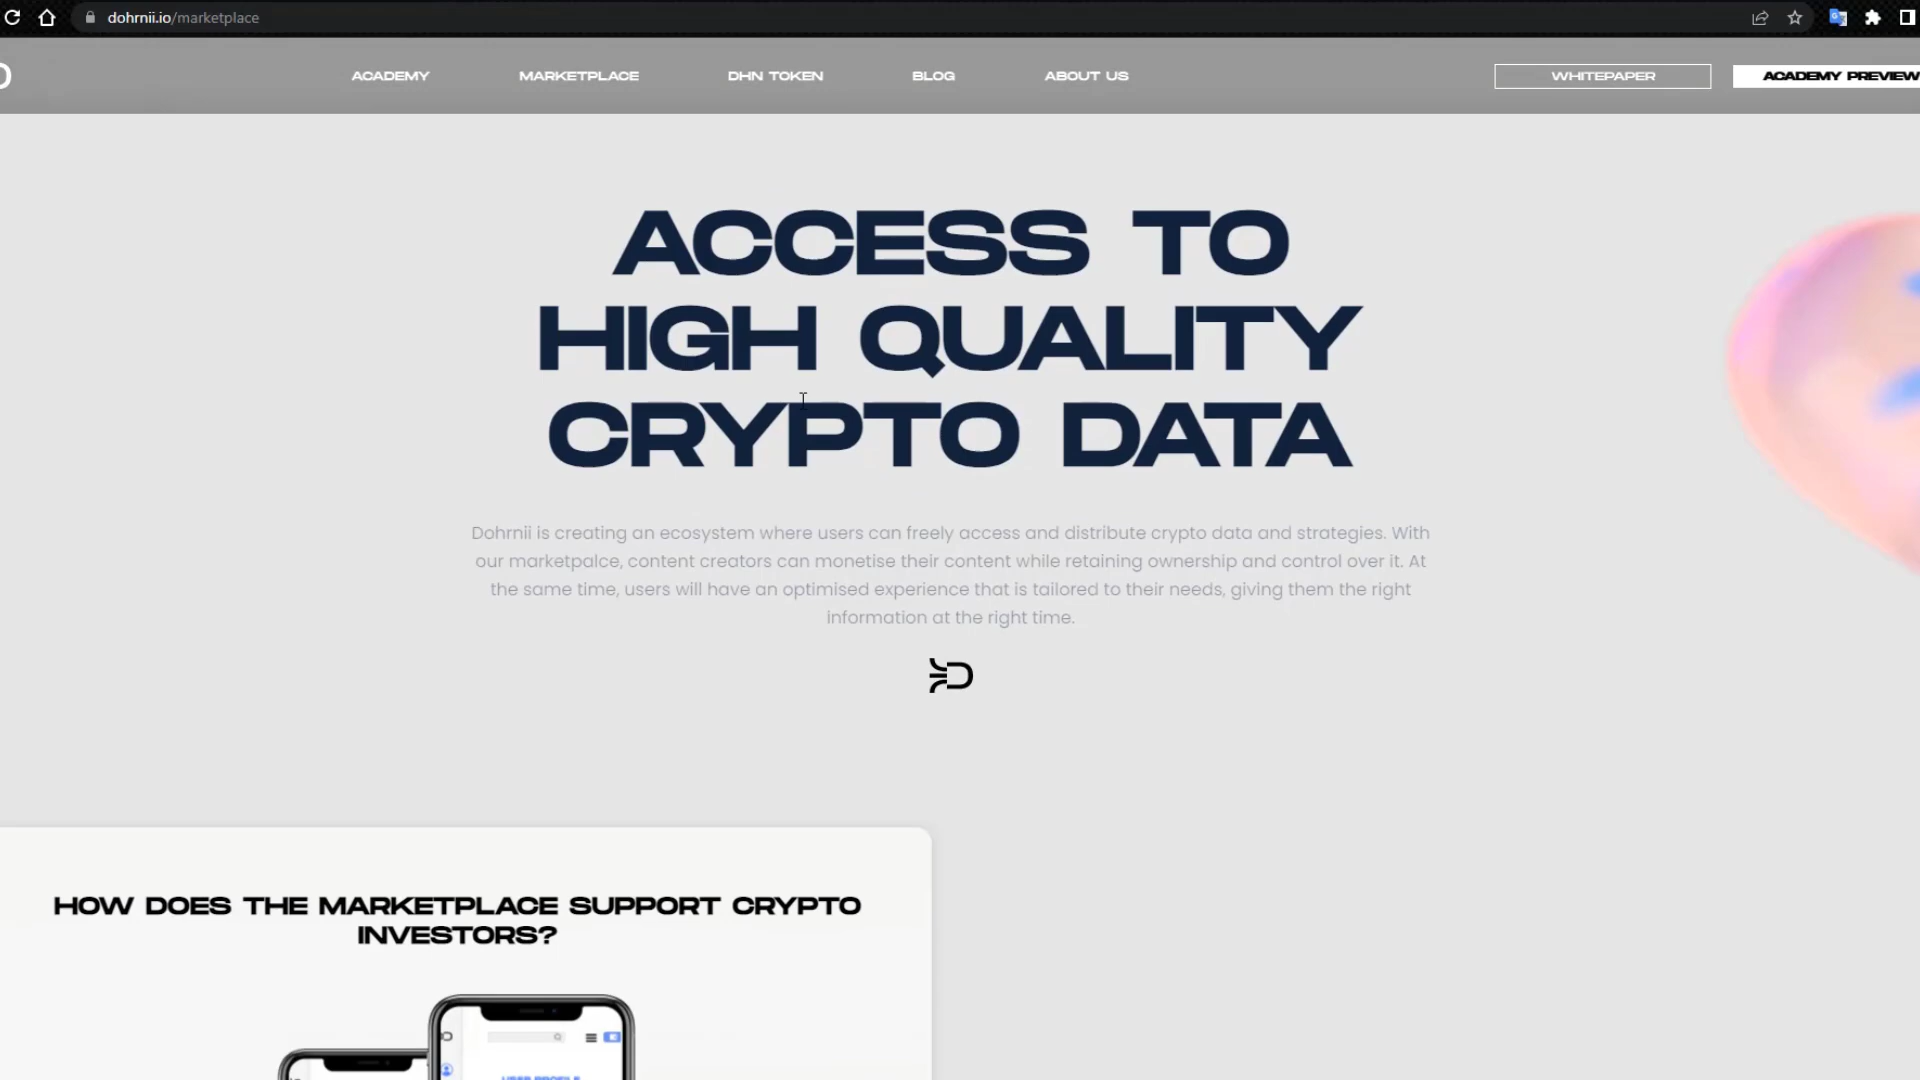 dohrnii.io/marketplace
ACADEMY MARKETPLACE DHN TOKEN BLOG ABOUT US WHITEPAPER ACADEMY PREVIEW
ACCESS TO
HIGH QUALITY
CRYPTO DATA
Dohrnii is creating an ecosystem where users can freely access and distribute crypto data and strategies. With
our marketpalce, content creators can monetise their content while retaining ownership and control over it. At
the same time, users will have an optimised experience that is tailored to their needs, giving them the right
information at the right time.
HOW DOES THE MARKETPLACE SUPPORT CRYPTO
INVESTORS?
USER PROFILE